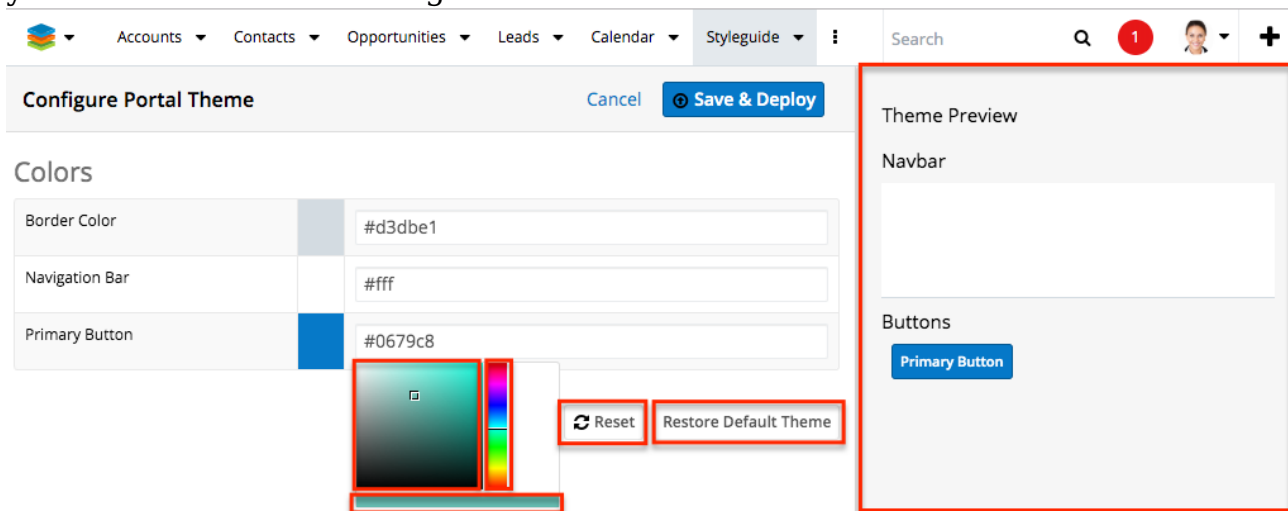 Accounts Contacts Opportunities Leads Calendar Styleguide Search 1
Configure Portal Theme Cancel Save & Deploy
Theme Preview
Navbar
Colors
Border Color #d3dbe1
Navigation Bar #fff
Primary Button #0679c8
Buttons
Primary Button
Reset Restore Default Theme